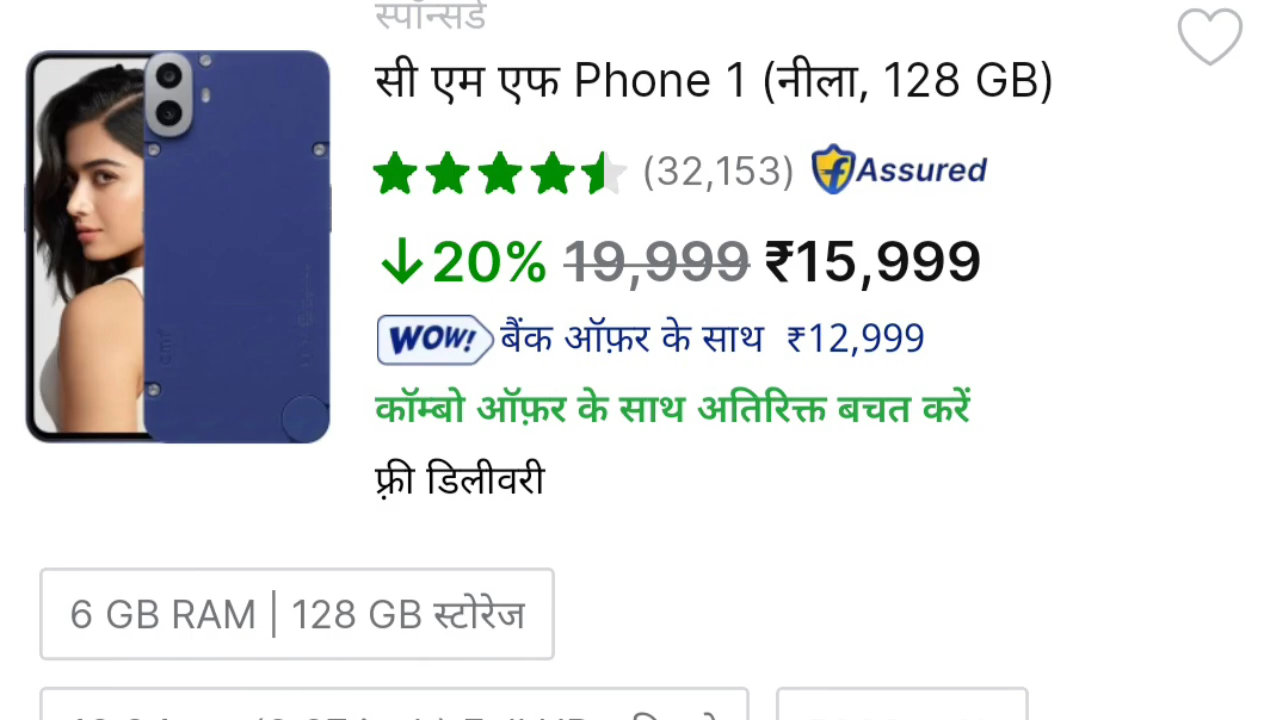 स्पॉन्सर्ड
सी एम एफ Phone 1 (नीला, 128 GB)
(32,153) Assured
↓20% 19,999 ₹15,999
WOW! बैंक ऑफ़र के साथ ₹12,999
कॉम्बो ऑफ़र के साथ अतिरिक्त बचत करें
फ़्री डिलीवरी
6 GB RAM | 128 GB स्टोरेज